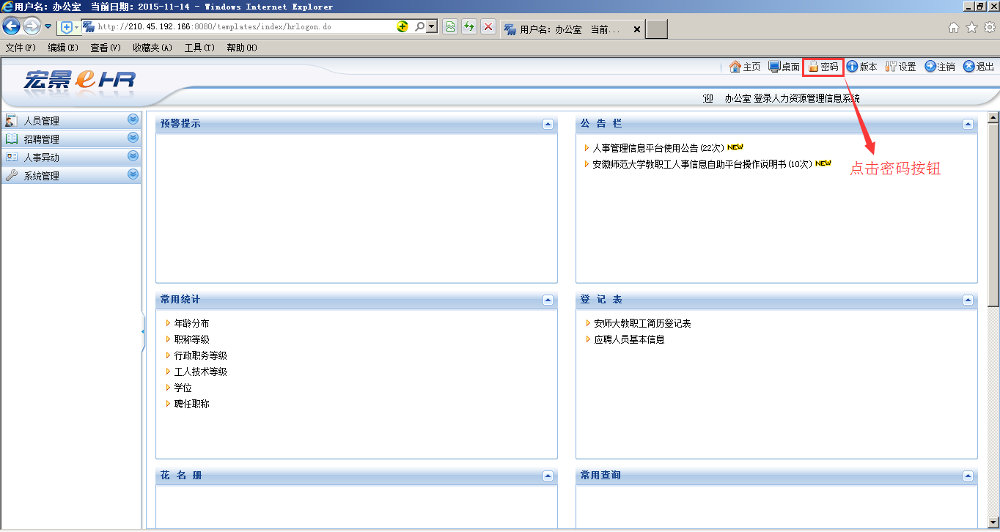 用户名: 办公室 当前日期: 2015-11-14 - Windows Internet Explorer
http://210.45.192.166:8080/templates/index/hrlogon.do
用户名: 办公室 当前...
文件(F) 编辑(E) 查看(V) 收藏夹(A) 工具(T) 帮助(H)
宏景eHR
主页 桌面 密码 版本 设置 注销 退出
迎 办公室 登录人力资源管理信息系统
人员管理
招聘管理
人事异动
系统管理
预警提示
公 告 栏
人事管理信息平台使用公告(22次) NEW
安徽师范大学教职工人事信息自助平台操作说明书(10次) NEW
点击密码按钮
常用统计
年龄分布
职称等级
行政职务等级
工人技术等级
学位
聘任职称
登 记 表
安师大教职工简历登记表
应聘人员基本信息
花 名 册
常用查询